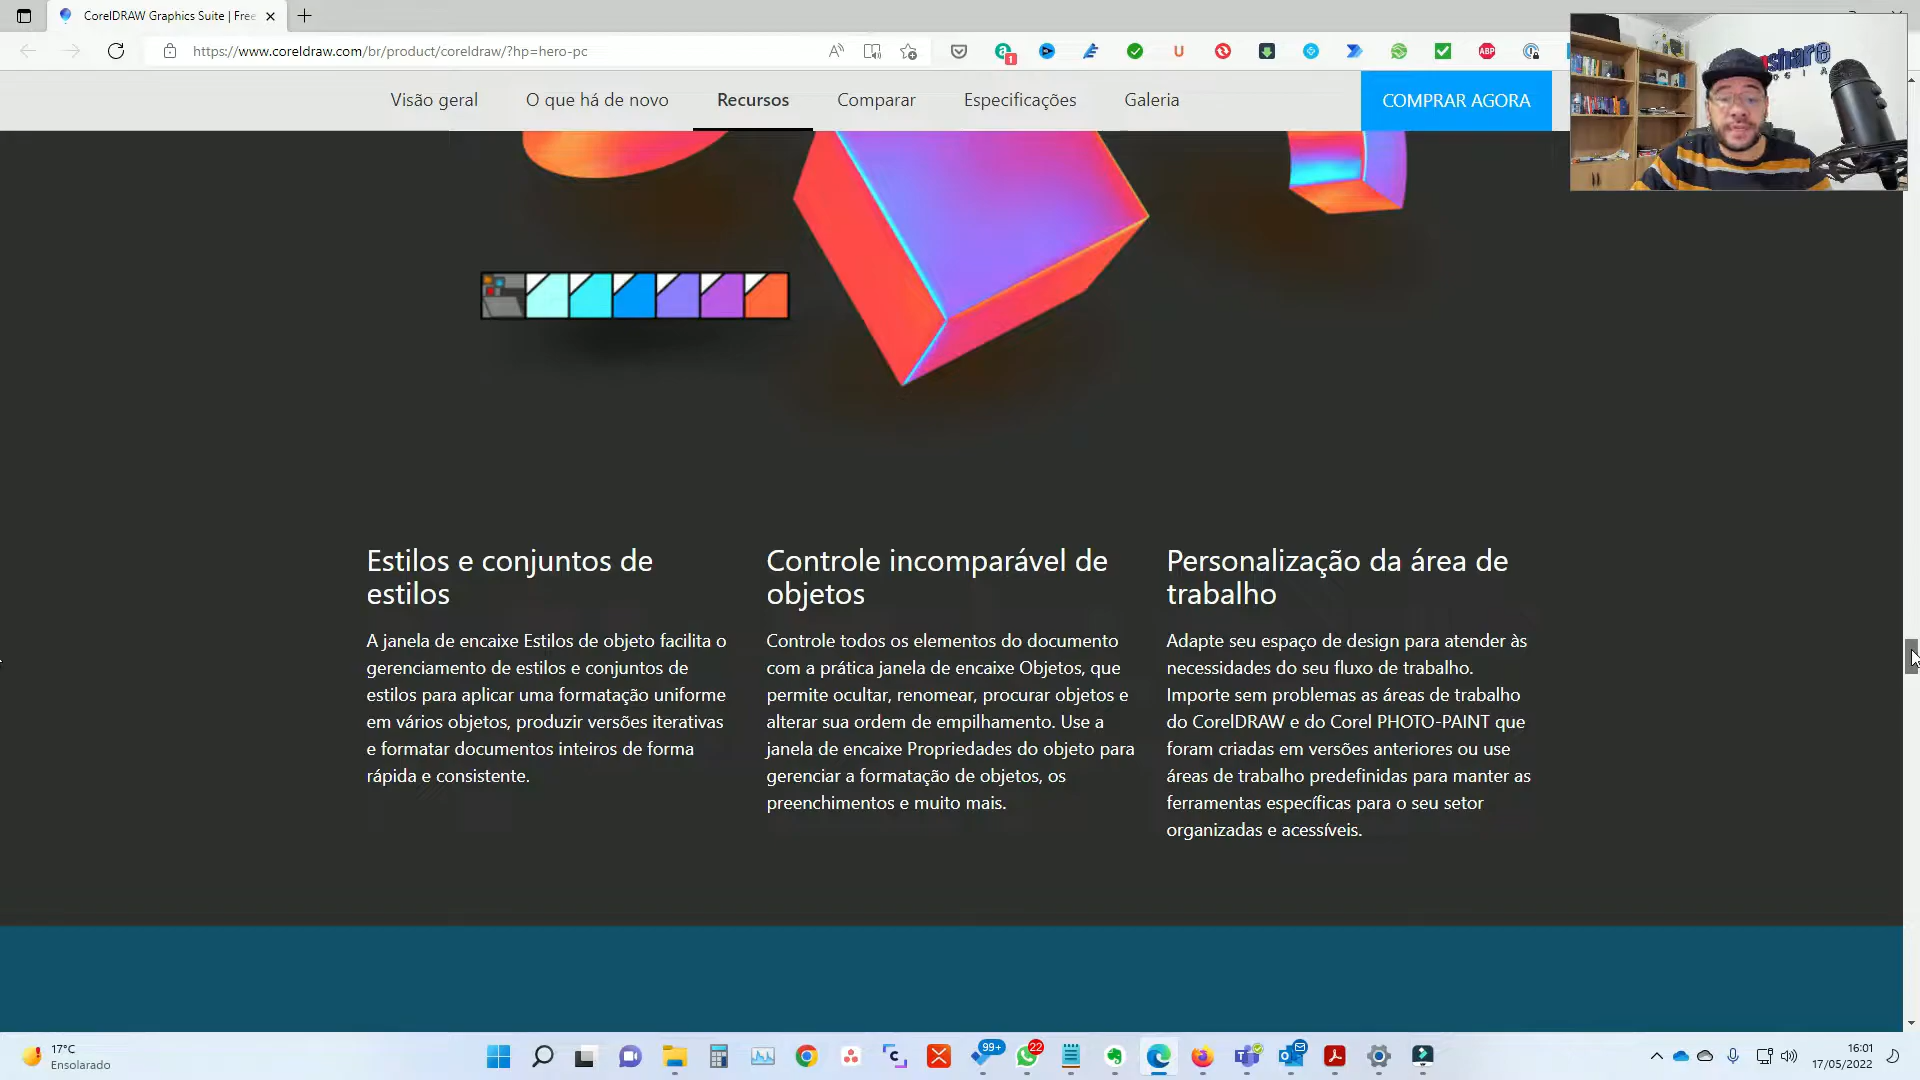 CorelDRAW Graphics Suite | Free
https://www.coreldraw.com/br/product/coreldraw/?hp=hero-pc
1
ABP
share
Visão geral
O que há de novo
Recursos
Comparar
Especificações
Galeria
COMPRAR AGORA
Estilos e conjuntos de
estilos
A janela de encaixe Estilos de objeto facilita o
gerenciamento de estilos e conjuntos de
estilos para aplicar uma formatação uniforme
em vários objetos, produzir versões iterativas
e formatar documentos inteiros de forma
rápida e consistente.
Controle incomparável de
objetos
Controle todos os elementos do documento
com a prática janela de encaixe Objetos, que
permite ocultar, renomear, procurar objetos e
alterar sua ordem de empilhamento. Use a
janela de encaixe Propriedades do objeto para
gerenciar a formatação de objetos, os
preenchimentos e muito mais.
Personalização da área de
trabalho
Adapte seu espaço de design para atender às
necessidades do seu fluxo de trabalho.
Importe sem problemas as áreas de trabalho
do CorelDRAW e do Corel PHOTO-PAINT que
foram criadas em versões anteriores ou use
áreas de trabalho predefinidas para manter as
ferramentas específicas para o seu setor
organizadas e acessíveis.
17°C
Ensolarado
99+
22
16:01
17/05/2022